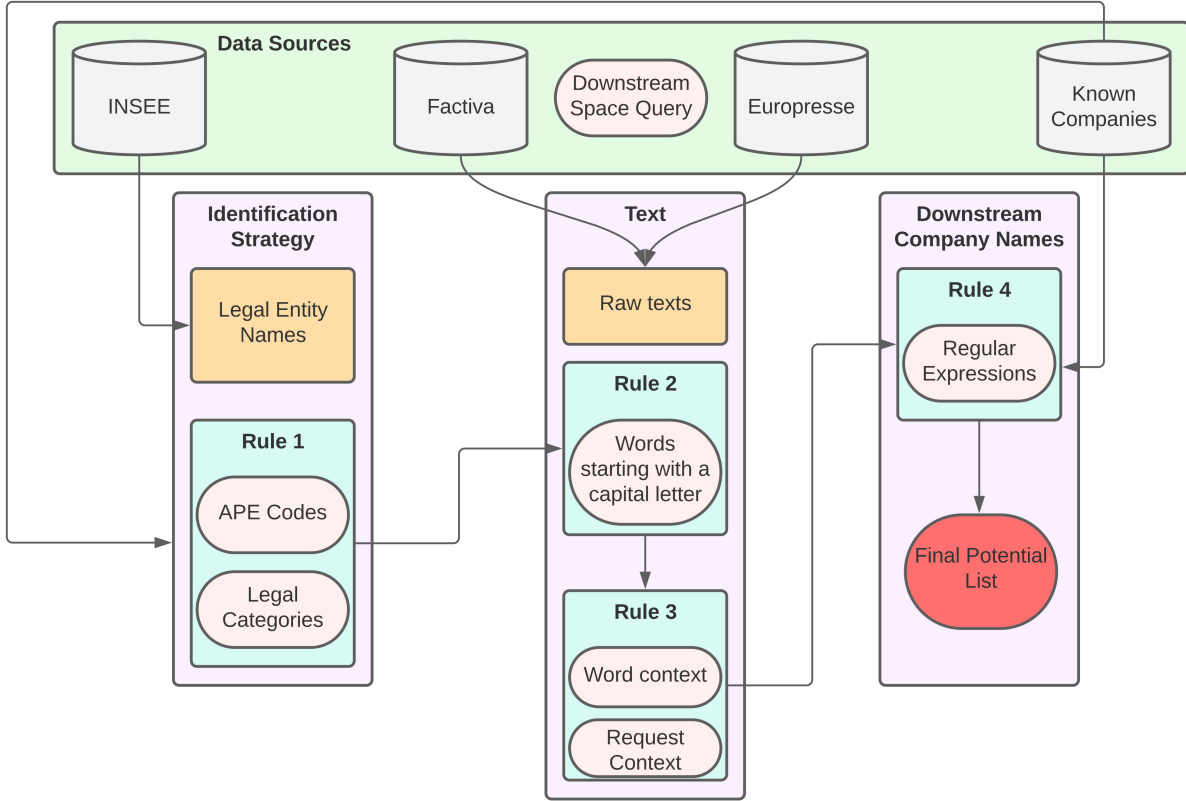 Data Sources
INSEE
Factiva
Downstream
Space Query
Europresse
Known
Companies
Identification
Strategy
Legal Entity
Names
Rule 1
APE Codes
Legal
Categories
Text
Raw texts
Rule 2
Words
starting with a
capital letter
Rule 3
Word context
Request
Context
Downstream
Company Names
Rule 4
Regular
Expressions
Final Potential
List